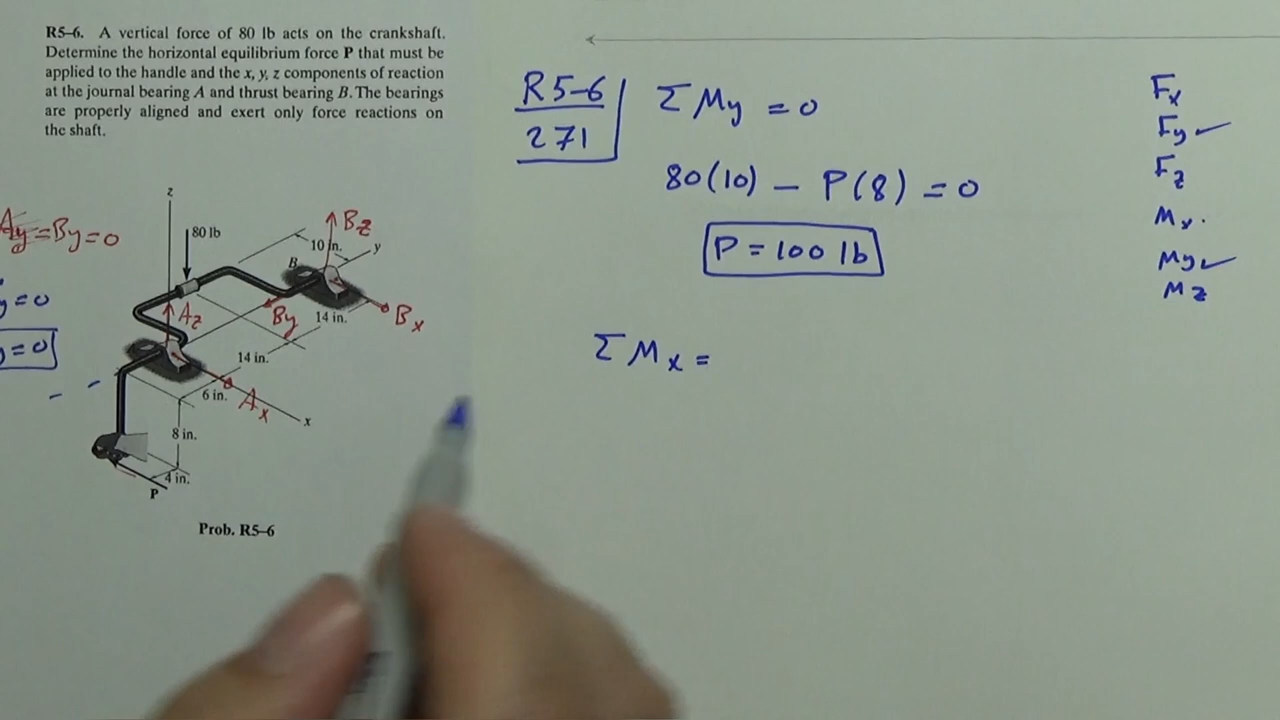 R5–6. A vertical force of 80 lb acts on the crankshaft.
Determine the horizontal equilibrium force P that must be
applied to the handle and the x, y, z components of reaction
at the journal bearing A and thrust bearing B. The bearings
are properly aligned and exert only force reactions on
the shaft.
R5-6
271
Σ My = 0
80(10) - P(8) = 0
P = 100 lb
Σ Mx =
Fx
Fy ✓
Fz
Mx.
My ✓
Mz
Ay = By = 0
y = 0
= 0
z
80 lb
Bz
10 in.
y
B
Az
By
14 in.
Bx
14 in.
6 in.
Ax
x
8 in.
4 in.
P
Prob. R5–6